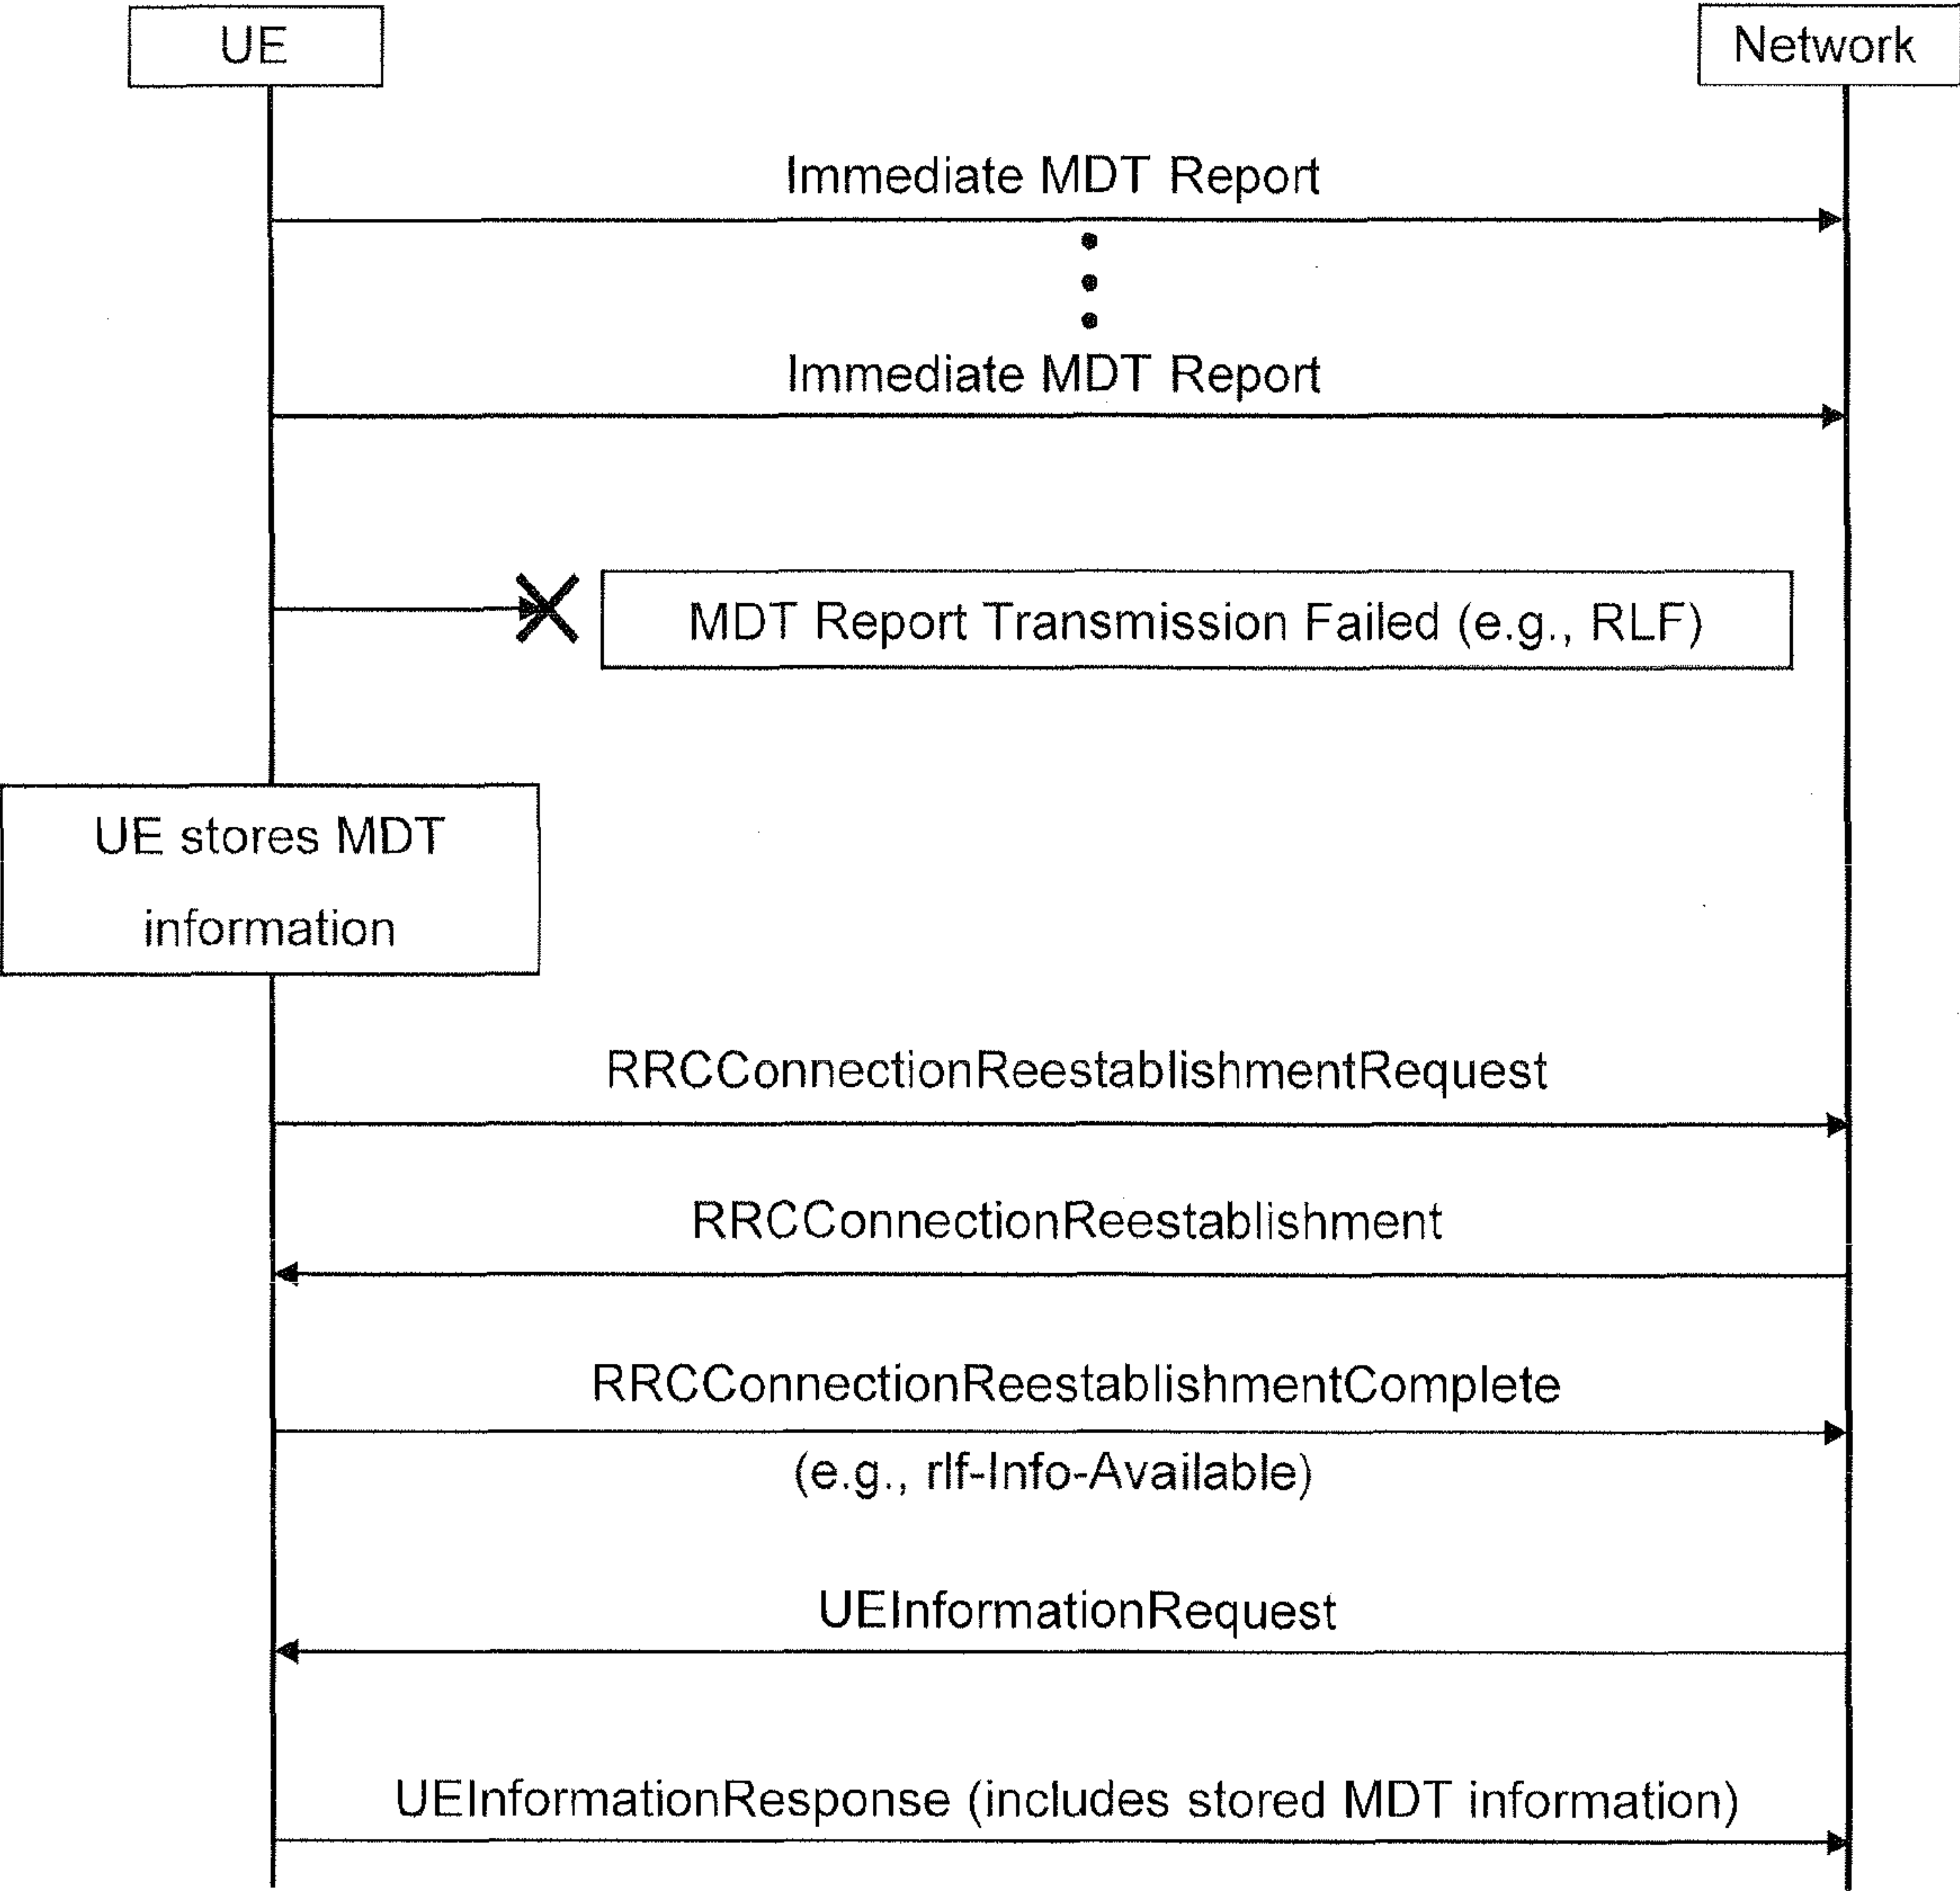 UE
Network
Immediate MDT Report
Immediate MDT Report
MDT Report Transmission Failed (e.g., RLF)
UE stores MDT
information
RRCConnectionReestablishmentRequest
RRCConnectionReestablishment
RRCConnectionReestablishmentComplete
(e.g., rlf-Info-Available)
UEInformationRequest
UEInformationResponse (includes stored MDT information)